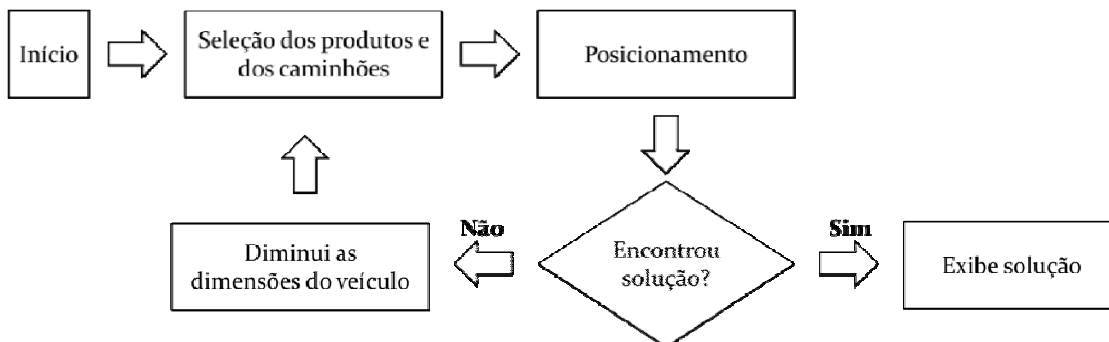 Início
Seleção dos produtos e
dos caminhões
Posicionamento
Não
Sim
Diminui as
dimensões do veículo
Encontrou
solução?
Exibe solução